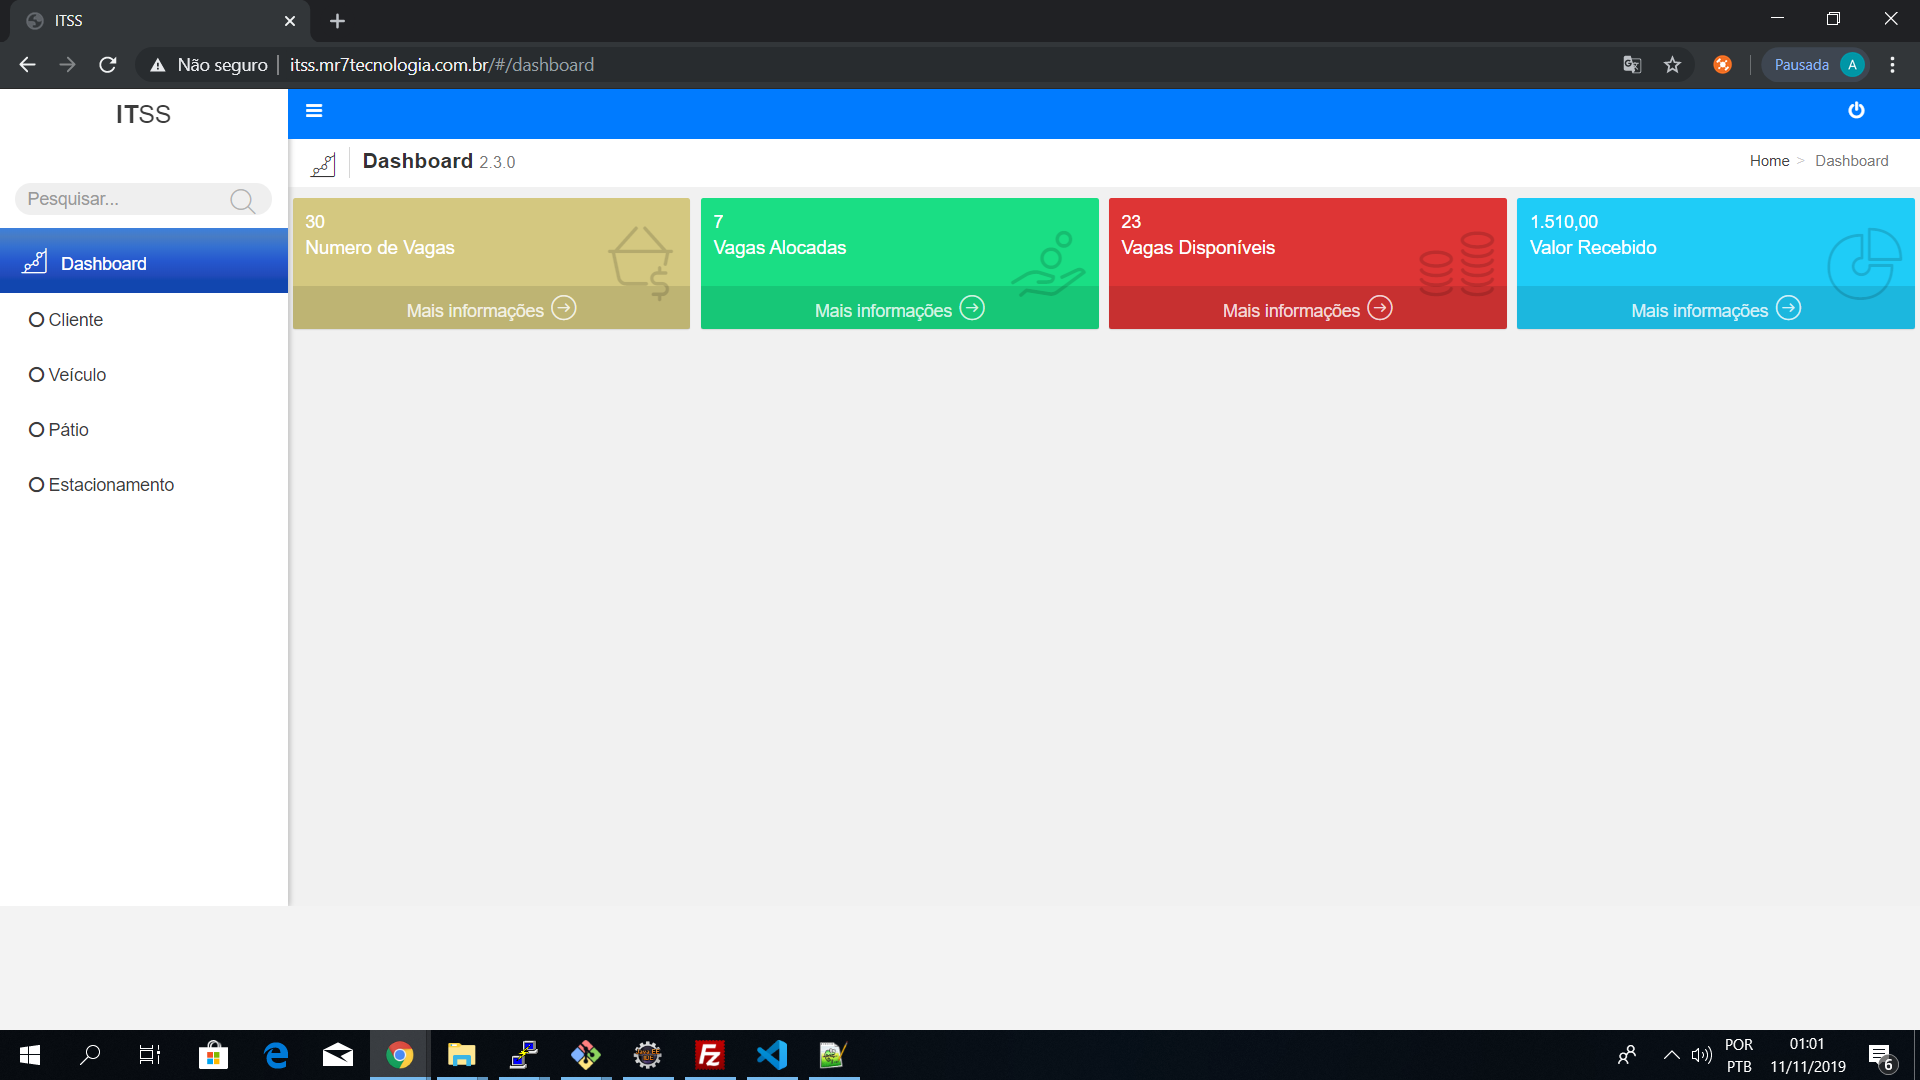 ITSS
Não seguro
itss.mr7tecnologia.com.br/#/dashboard
Pausada
A
ITSS
Dashboard 2.3.0
Home > Dashboard
Pesquisar...
Dashboard
Cliente
Veículo
Pátio
Estacionamento
30
Numero de Vagas
Mais informações
7
Vagas Alocadas
Mais informações
23
Vagas Disponíveis
Mais informações
1.510,00
Valor Recebido
Mais informações
POR
PTB
01:01
11/11/2019
6